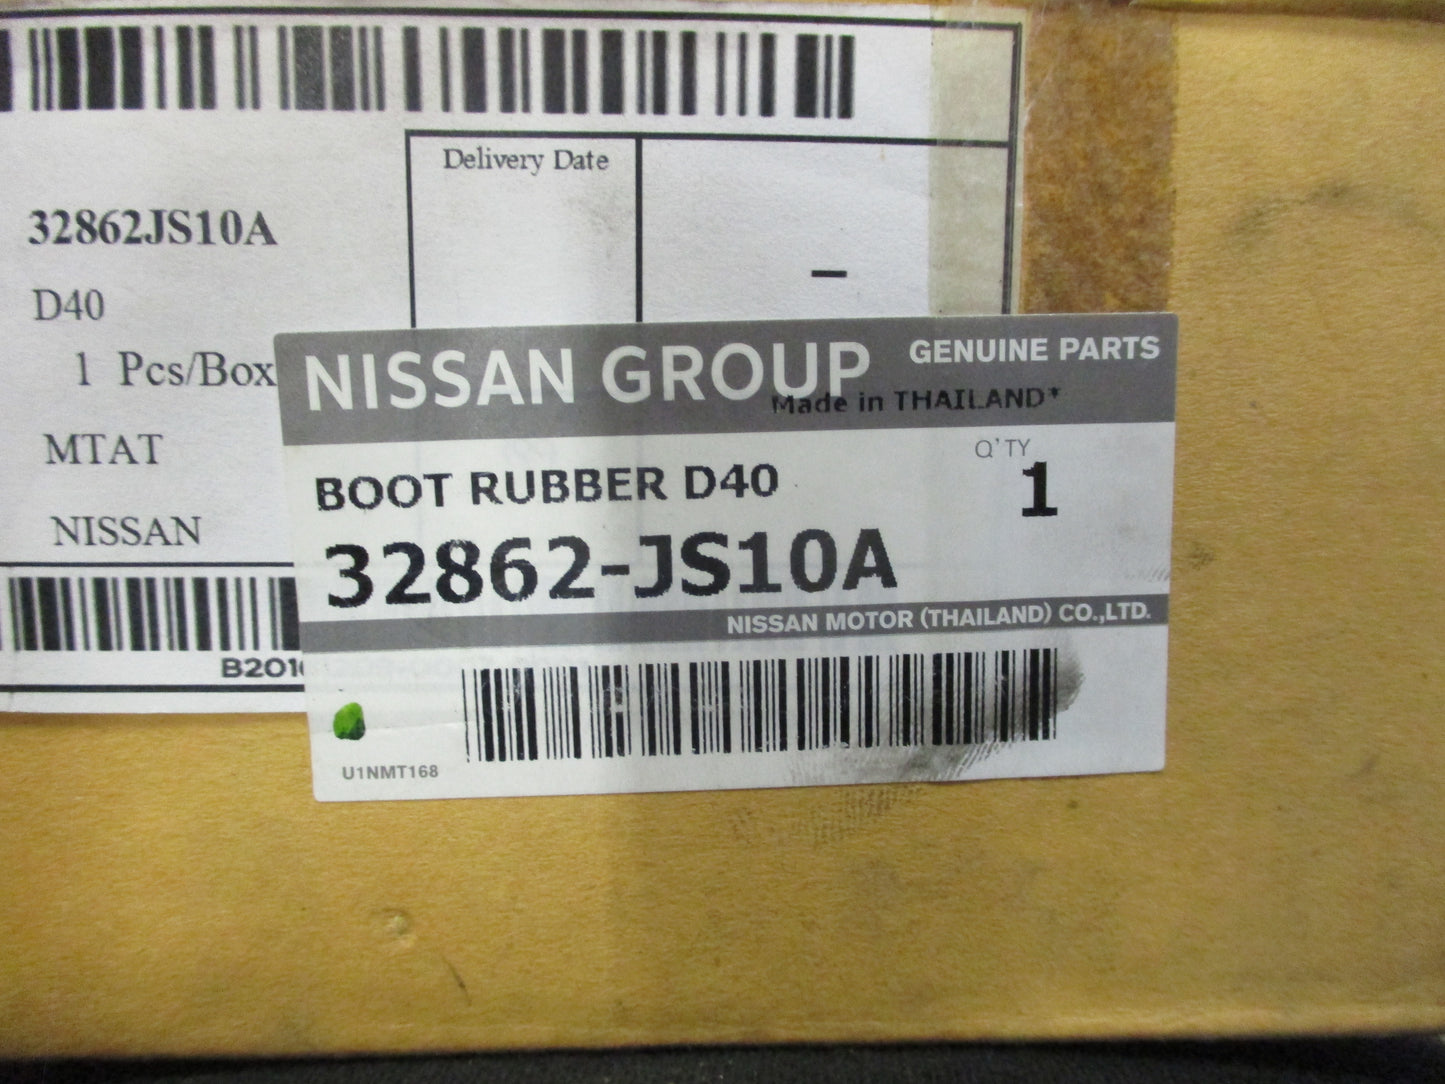 Delivery Date
32862JS10A
–
D40
1 Pcs/Box
MTAT
NISSAN
NISSAN GROUP
GENUINE PARTS
Made in THAILAND*
Q'TY
BOOT RUBBER D40
1
32862-JS10A
NISSAN MOTOR (THAILAND) CO.,LTD.
U1NMT168